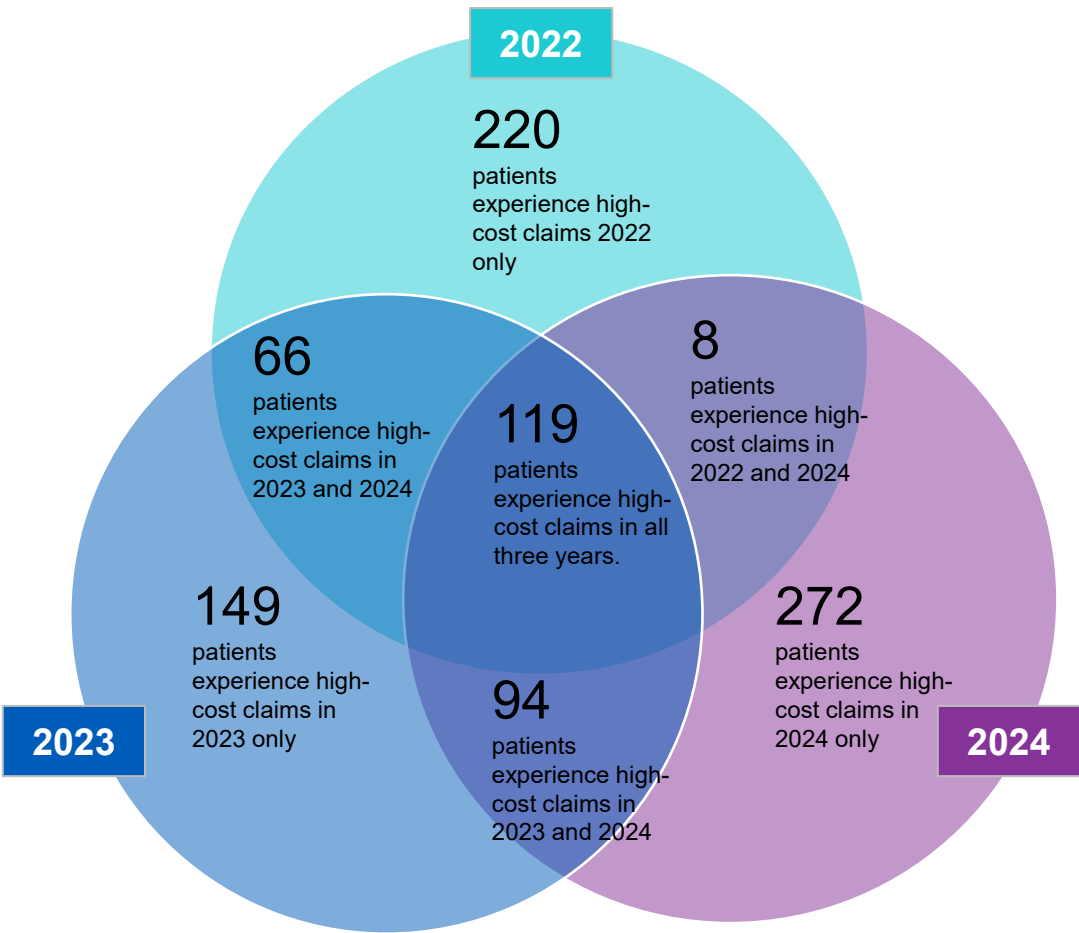 2022
220
patients
experience high-
cost claims 2022
only
66
patients
experience high-
cost claims in
2023 and 2024
8
patients
experience high-
cost claims in
2022 and 2024
119
patients
experience high-
cost claims in all
three years.
149
patients
experience high-
cost claims in
2023 only
272
patients
experience high-
cost claims in
2024 only
94
patients
experience high-
cost claims in
2023 and 2024
2023
2024